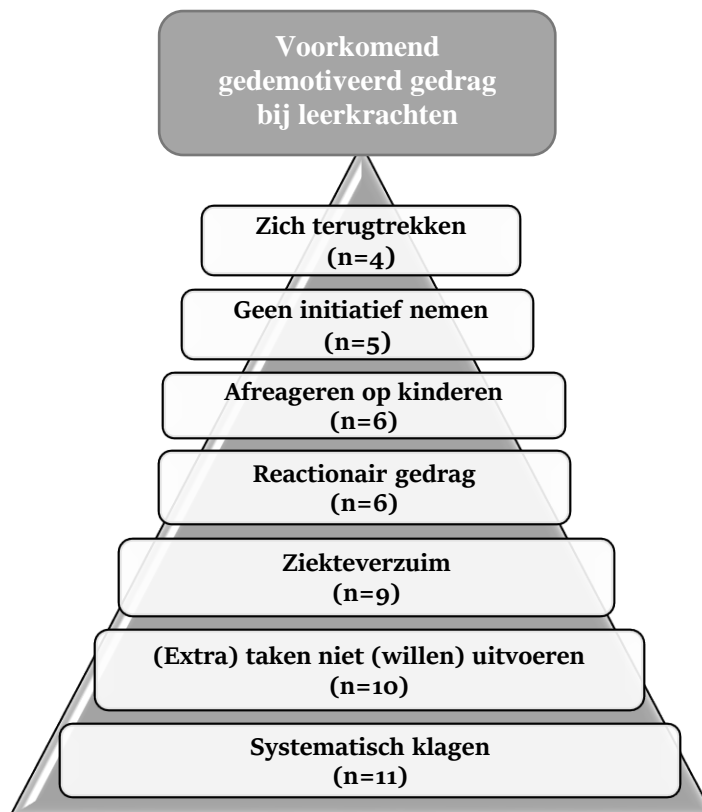 Voorkomend
gedemotiveerd gedrag
bij leerkrachten
Zich terugtrekken
(n=4)
Geen initiatief nemen
(n=5)
Afreageren op kinderen
(n=6)
Reactionair gedrag
(n=6)
Ziekteverzuim
(n=9)
(Extra) taken niet (willen) uitvoeren
(n=10)
Systematisch klagen
(n=11)